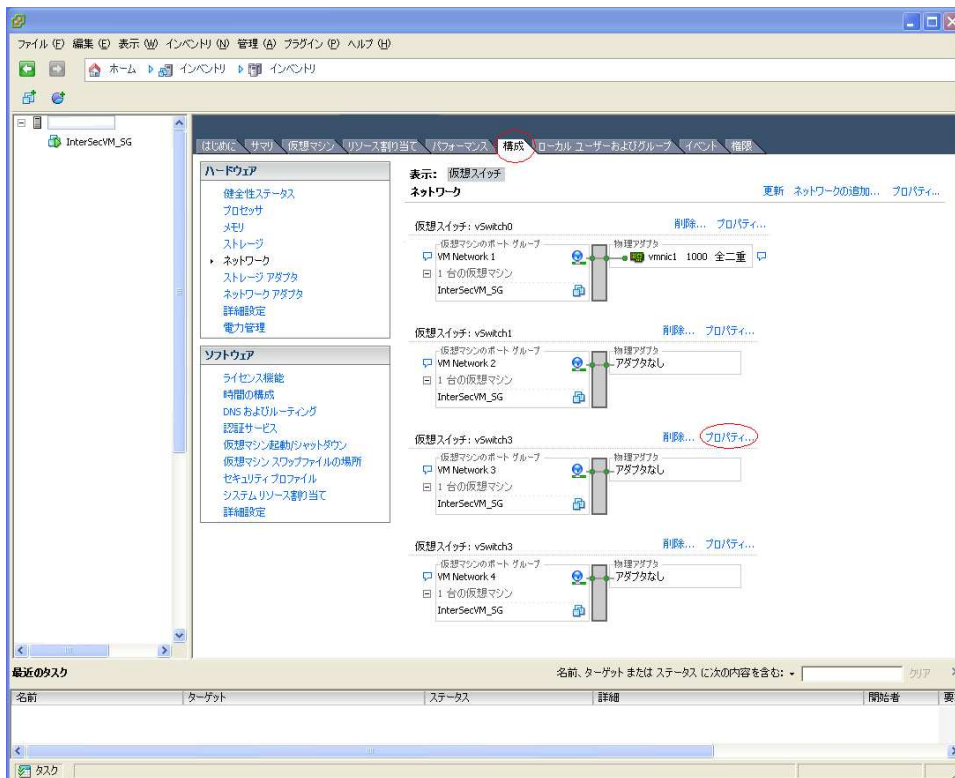 ファイル (F) 編集 (E) 表示 (W) インベントリ (N) 管理 (A) プラグイン (P) ヘルプ (H)
ホーム インベントリ インベントリ
InterSecVM_SG
はじめに サマリ 仮想マシン リソース割り当て パフォーマンス 構成 ローカル ユーザーおよびグループ イベント 権限
ハードウェア
健全性ステータス
プロセッサ
メモリ
ストレージ
ネットワーク
ストレージ アダプタ
ネットワーク アダプタ
詳細設定
電力管理
ソフトウェア
ライセンス機能
時間の構成
DNS およびルーティング
認証サービス
仮想マシン起動/シャットダウン
仮想マシン スワップファイルの場所
セキュリティ プロファイル
システム リソース割り当て
詳細設定
表示: 仮想スイッチ
ネットワーク
更新 ネットワークの追加... プロパティ...
仮想スイッチ: vSwitch0 削除... プロパティ...
仮想マシンのポート グループ 物理アダプタ
VM Network 1 vmnic1 1000 全二重
1 台の仮想マシン
InterSecVM_SG
仮想スイッチ: vSwitch1 削除... プロパティ...
仮想マシンのポート グループ 物理アダプタ
VM Network 2 アダプタなし
1 台の仮想マシン
InterSecVM_SG
仮想スイッチ: vSwitch3 削除... プロパティ...
仮想マシンのポート グループ 物理アダプタ
VM Network 3 アダプタなし
1 台の仮想マシン
InterSecVM_SG
仮想スイッチ: vSwitch3 削除... プロパティ...
仮想マシンのポート グループ 物理アダプタ
VM Network 4 アダプタなし
1 台の仮想マシン
InterSecVM_SG
最近のタスク 名前、ターゲット または ステータス に次の内容を含む: クリア
名前 ターゲット ステータス 詳細 開始者 要
タスク